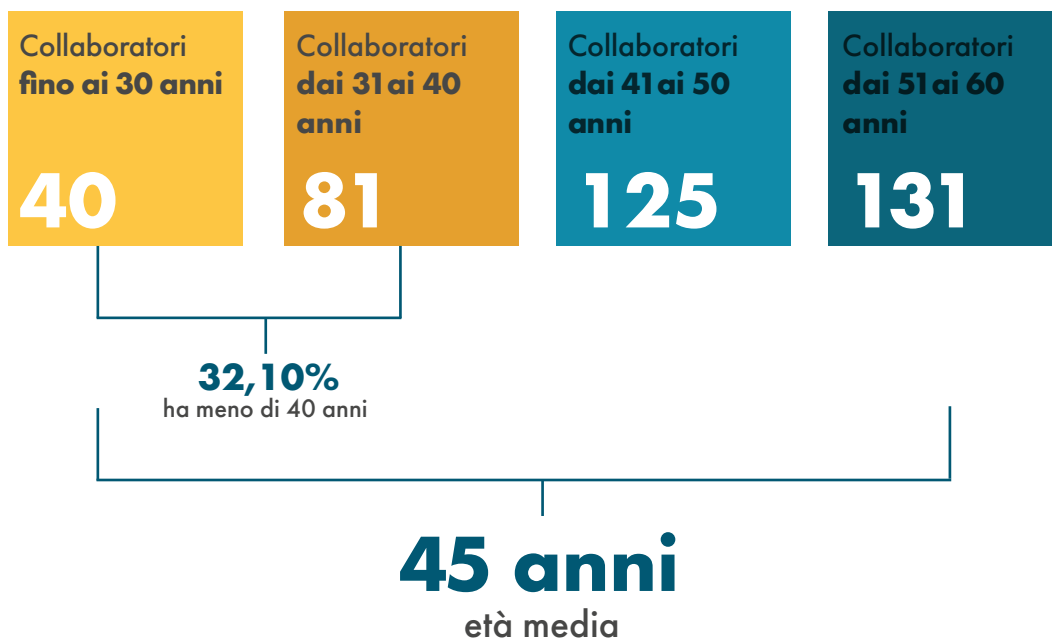 Collaboratori
fino ai 30 anni
40
Collaboratori
dai 31 ai 40
anni
81
Collaboratori
dai 41 ai 50
anni
125
Collaboratori
dai 51 ai 60
anni
131
32,10%
ha meno di 40 anni
45 anni
età media